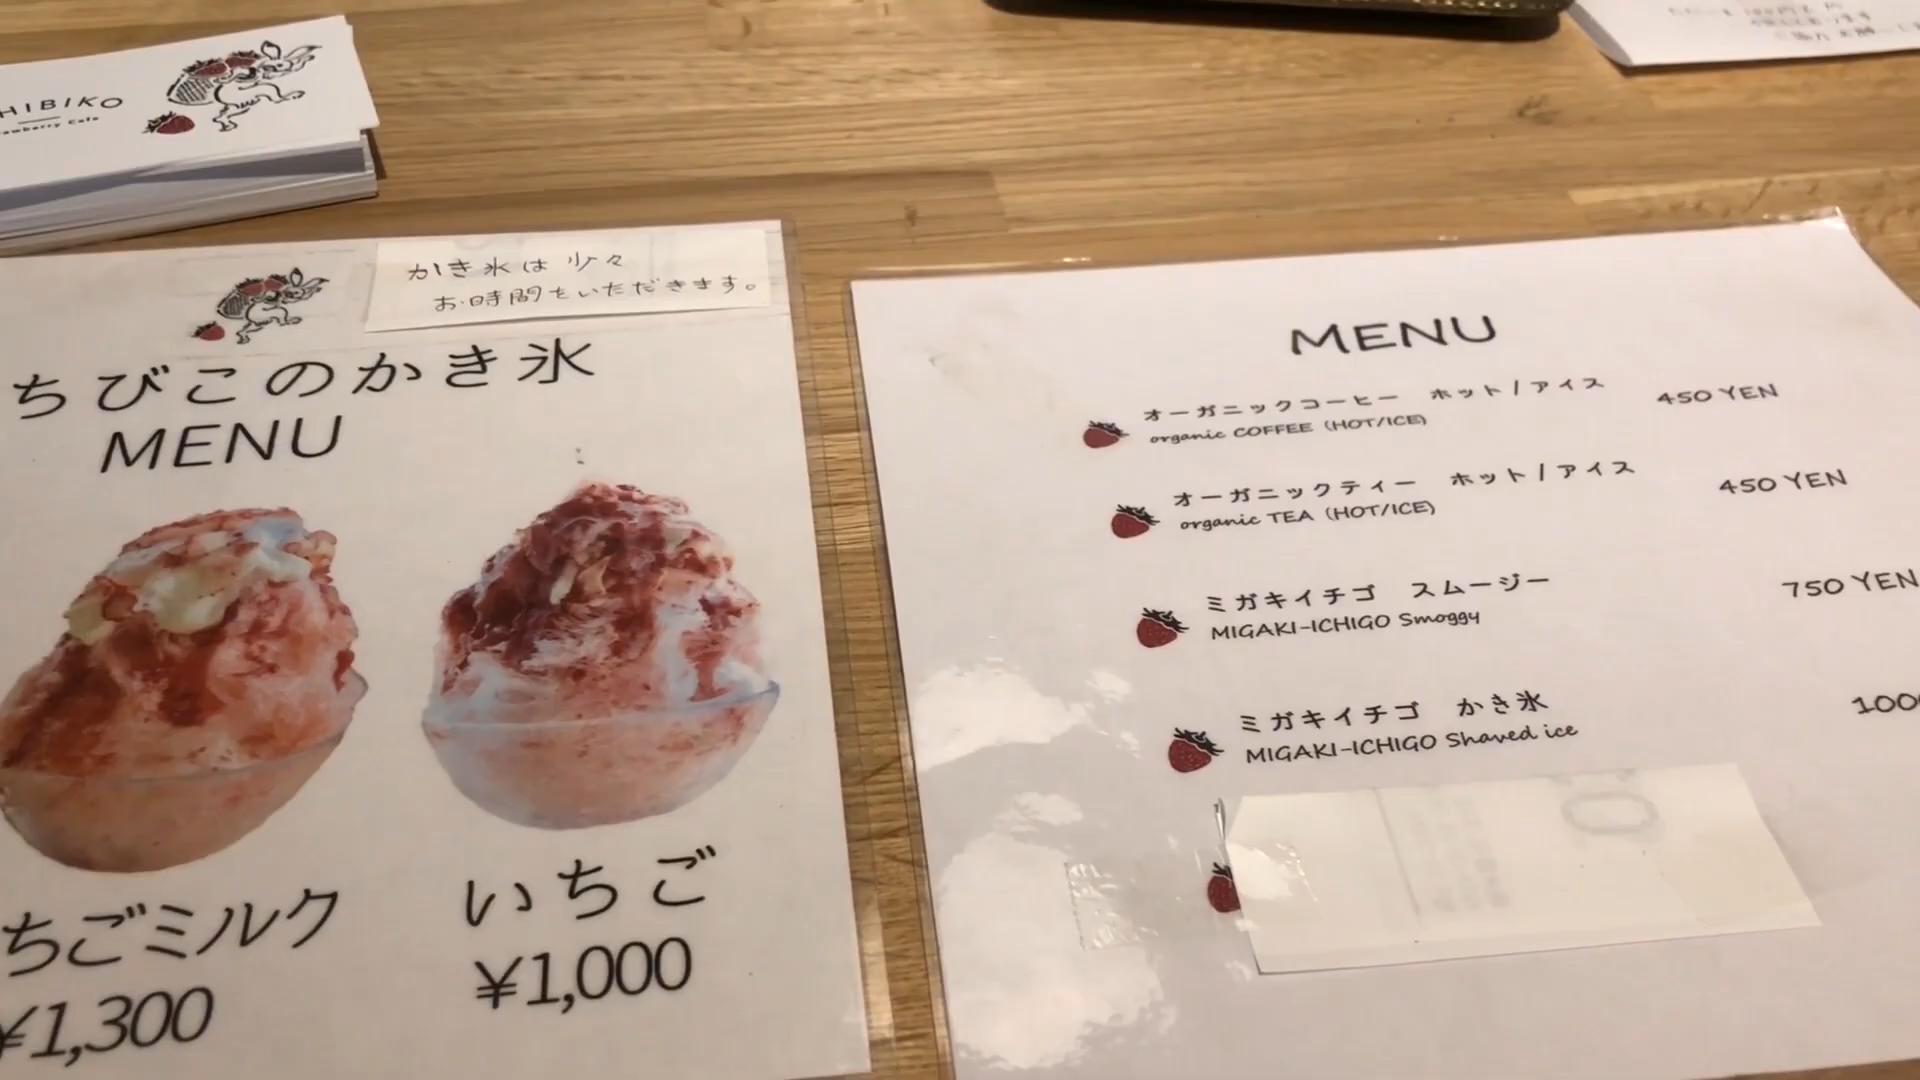 HIBIKO
awberry Cafe
かき氷は少々
お時間をいただきます。
ちびこのかき氷
MENU
ちごミルク
¥1,300
いちご
¥1,000
MENU
オーガニックコーヒー ホット/アイス 450 YEN
organic COFFEE (HOT/ICE)
オーガニックティー ホット/アイス 450 YEN
organic TEA (HOT/ICE)
ミガキイチゴ スムージー 750 YEN
MIGAKI-ICHIGO Smoggy
ミガキイチゴ かき氷 100
MIGAKI-ICHIGO Shaved ice